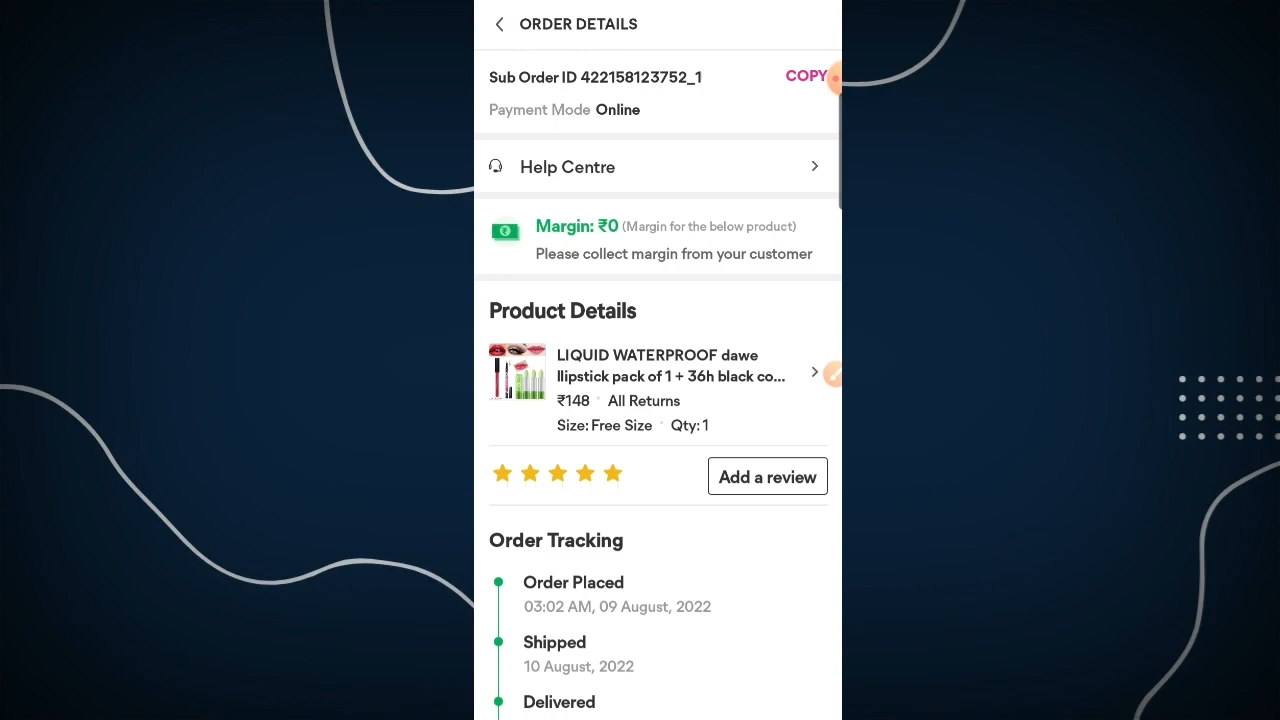 ORDER DETAILS
Sub Order ID 422158123752_1
COPY
Payment Mode Online
Help Centre
Margin: ₹0 (Margin for the below product)
Please collect margin from your customer
Product Details
LIQUID WATERPROOF dawe
llipstick pack of 1 + 36h black co...
₹148 All Returns
Size: Free Size Qty: 1
Add a review
Order Tracking
Order Placed
03:02 AM, 09 August, 2022
Shipped
10 August, 2022
Delivered